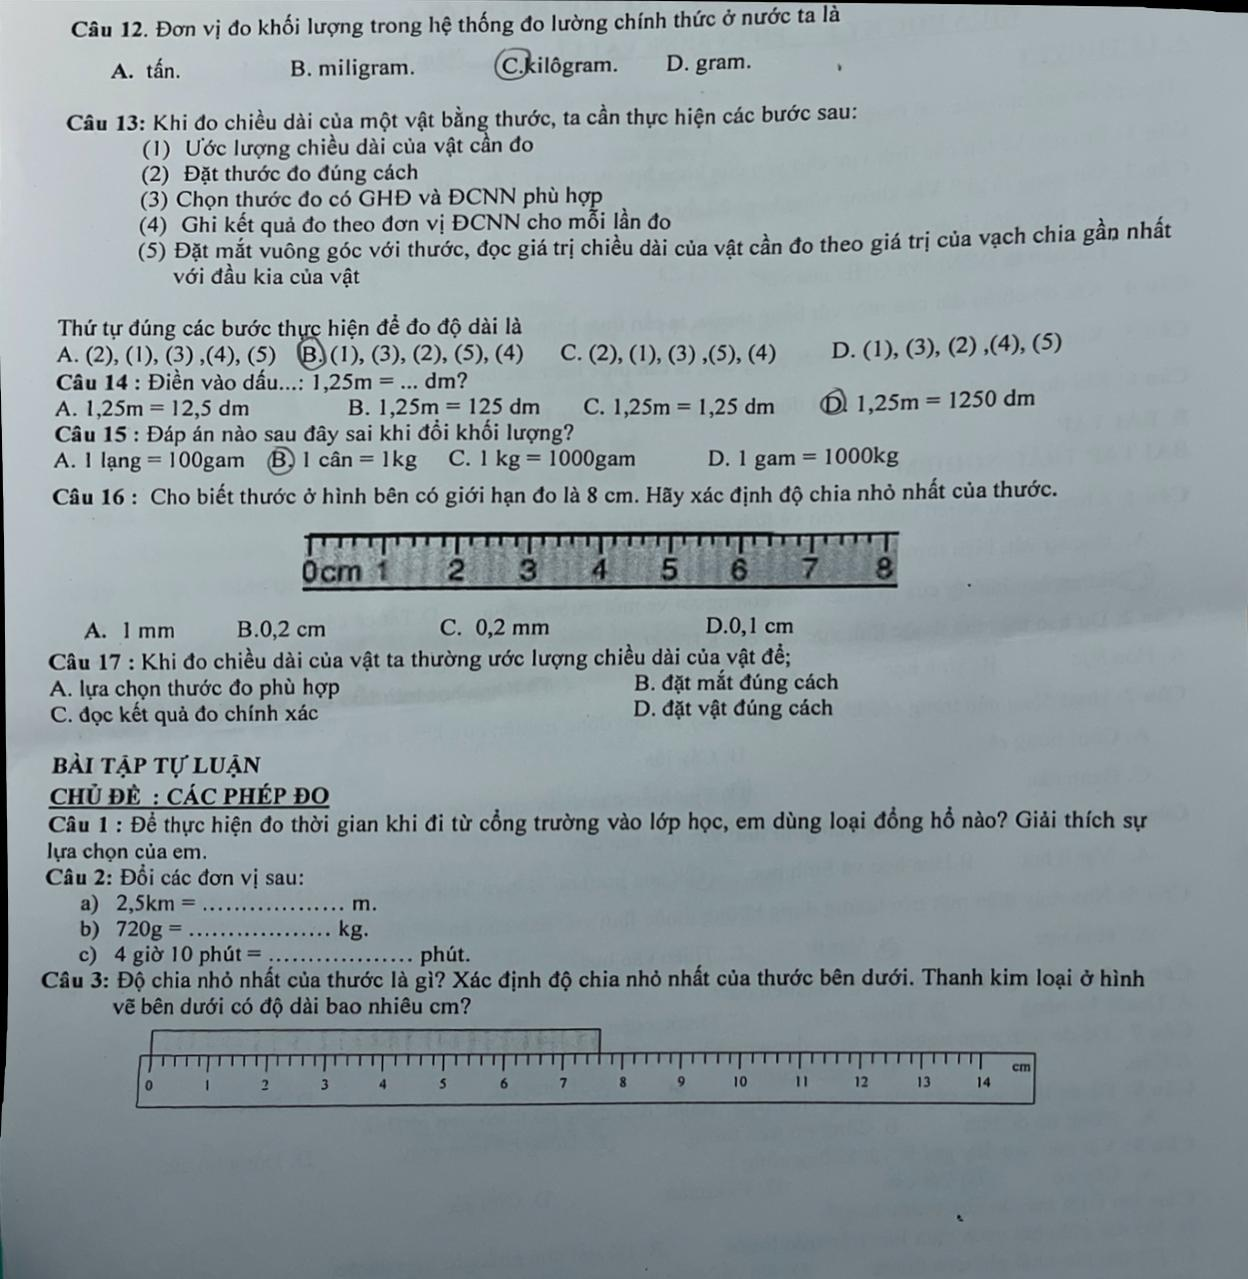 Câu 12. Đơn vị đo khối lượng trong hệ thống đo lường chính thức ở nước ta là
A. tấn. B. miligram. C. kilôgram. D. gram.
Câu 13: Khi đo chiều dài của một vật bằng thước, ta cần thực hiện các bước sau:
(1) Ước lượng chiều dài của vật cần đo
(2) Đặt thước đo đúng cách
(3) Chọn thước đo có GHĐ và ĐCNN phù hợp
(4) Ghi kết quả đo theo đơn vị ĐCNN cho mỗi lần đo
(5) Đặt mắt vuông góc với thước, đọc giá trị chiều dài của vật cần đo theo giá trị của vạch chia gần nhất
với đầu kia của vật
Thứ tự đúng các bước thực hiện để đo độ dài là
A. (2), (1), (3) ,(4), (5) B. (1), (3), (2), (5), (4) C. (2), (1), (3) ,(5), (4) D. (1), (3), (2) ,(4), (5)
Câu 14 : Điền vào dấu...: 1,25m = ... dm?
A. 1,25m = 12,5 dm B. 1,25m = 125 dm C. 1,25m = 1,25 dm D. 1,25m = 1250 dm
Câu 15 : Đáp án nào sau đây sai khi đổi khối lượng?
A. 1 lạng = 100gam B. 1 cân = 1kg C. 1 kg = 1000gam D. 1 gam = 1000kg
Câu 16 : Cho biết thước ở hình bên có giới hạn đo là 8 cm. Hãy xác định độ chia nhỏ nhất của thước.
0cm 1 2 3 4 5 6 7 8
A. 1 mm B.0,2 cm C. 0,2 mm D.0,1 cm
Câu 17 : Khi đo chiều dài của vật ta thường ước lượng chiều dài của vật để;
A. lựa chọn thước đo phù hợp B. đặt mắt đúng cách
C. đọc kết quả đo chính xác D. đặt vật đúng cách
BÀI TẬP TỰ LUẬN
CHỦ ĐỀ : CÁC PHÉP ĐO
Câu 1 : Để thực hiện đo thời gian khi đi từ cổng trường vào lớp học, em dùng loại đồng hồ nào? Giải thích sự
lựa chọn của em.
Câu 2: Đổi các đơn vị sau:
a) 2,5km = .................. m.
b) 720g = .................. kg.
c) 4 giờ 10 phút = .................. phút.
Câu 3: Độ chia nhỏ nhất của thước là gì? Xác định độ chia nhỏ nhất của thước bên dưới. Thanh kim loại ở hình
vẽ bên dưới có độ dài bao nhiêu cm?
0 1 2 3 4 5 6 7 8 9 10 11 12 13 14 cm